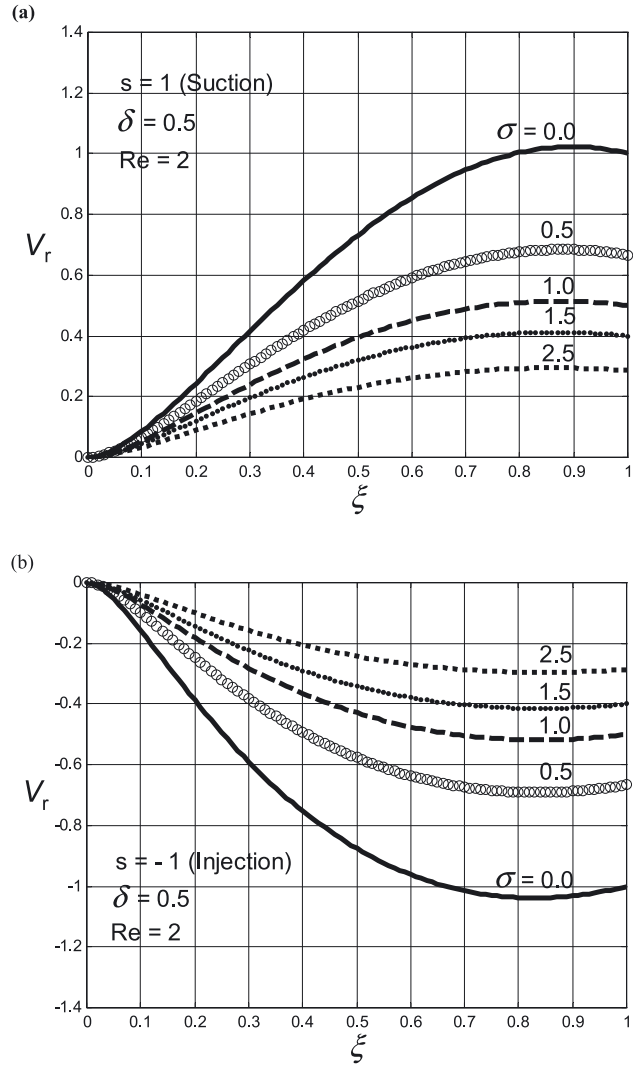 (a)
1.4
s = 1 (Suction)
1.2
δ = 0.5
σ = 0.0
Re = 2
1
0.8
V_r
0.5
0.6
1.0
1.5
0.4
2.5
0.2
0
0 0.1 0.2 0.3 0.4 0.5 0.6 0.7 0.8 0.9 1
ξ
(b)
0
-0.2
2.5
-0.4
1.5
1.0
-0.6
0.5
V_r
-0.8
s = - 1 (Injection)
σ = 0.0
-1
δ = 0.5
Re = 2
-1.2
-1.4
0 0.1 0.2 0.3 0.4 0.5 0.6 0.7 0.8 0.9 1
ξ